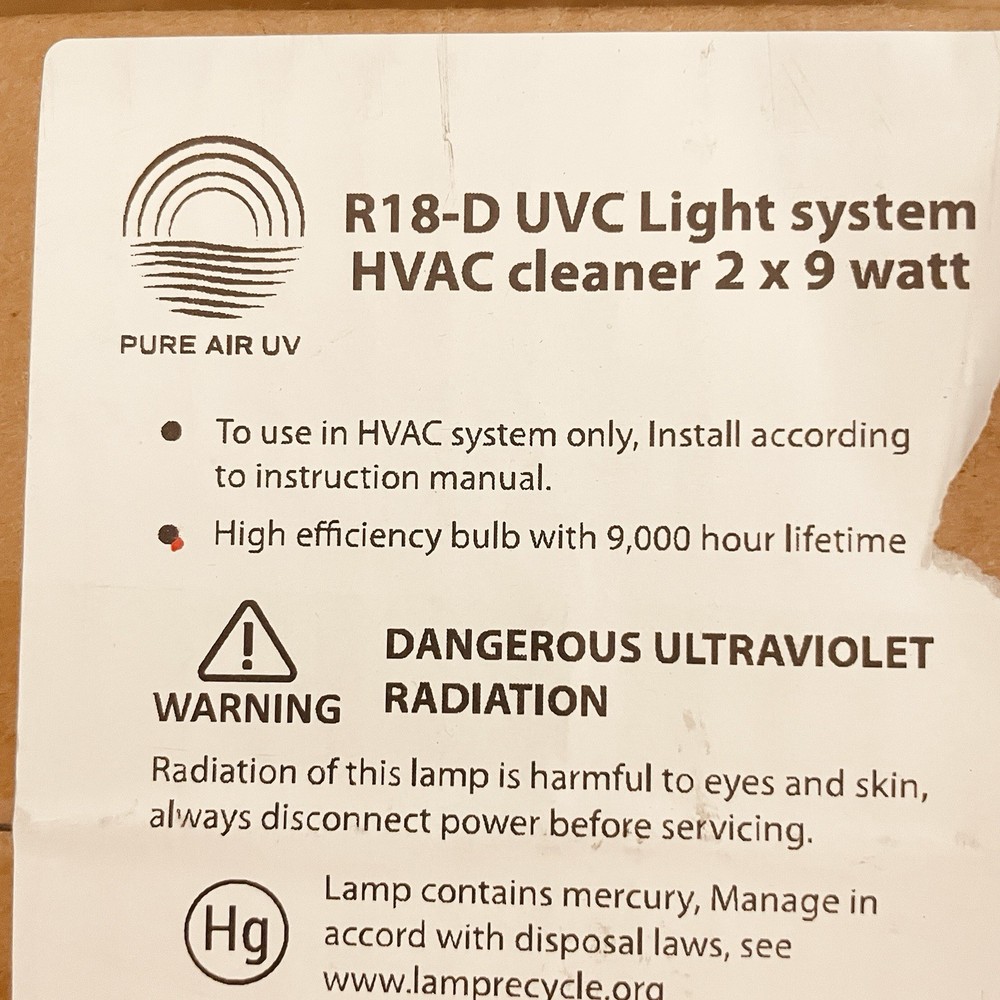 R18-D UVC Light system
HVAC cleaner 2 x 9 watt
PURE AIR UV
To use in HVAC system only, Install according
to instruction manual.
High efficiency bulb with 9,000 hour lifetime
WARNING
DANGEROUS ULTRAVIOLET
RADIATION
Radiation of this lamp is harmful to eyes and skin,
always disconnect power before servicing.
Hg
Lamp contains mercury, Manage in
accord with disposal laws, see
www.lamprecycle.org